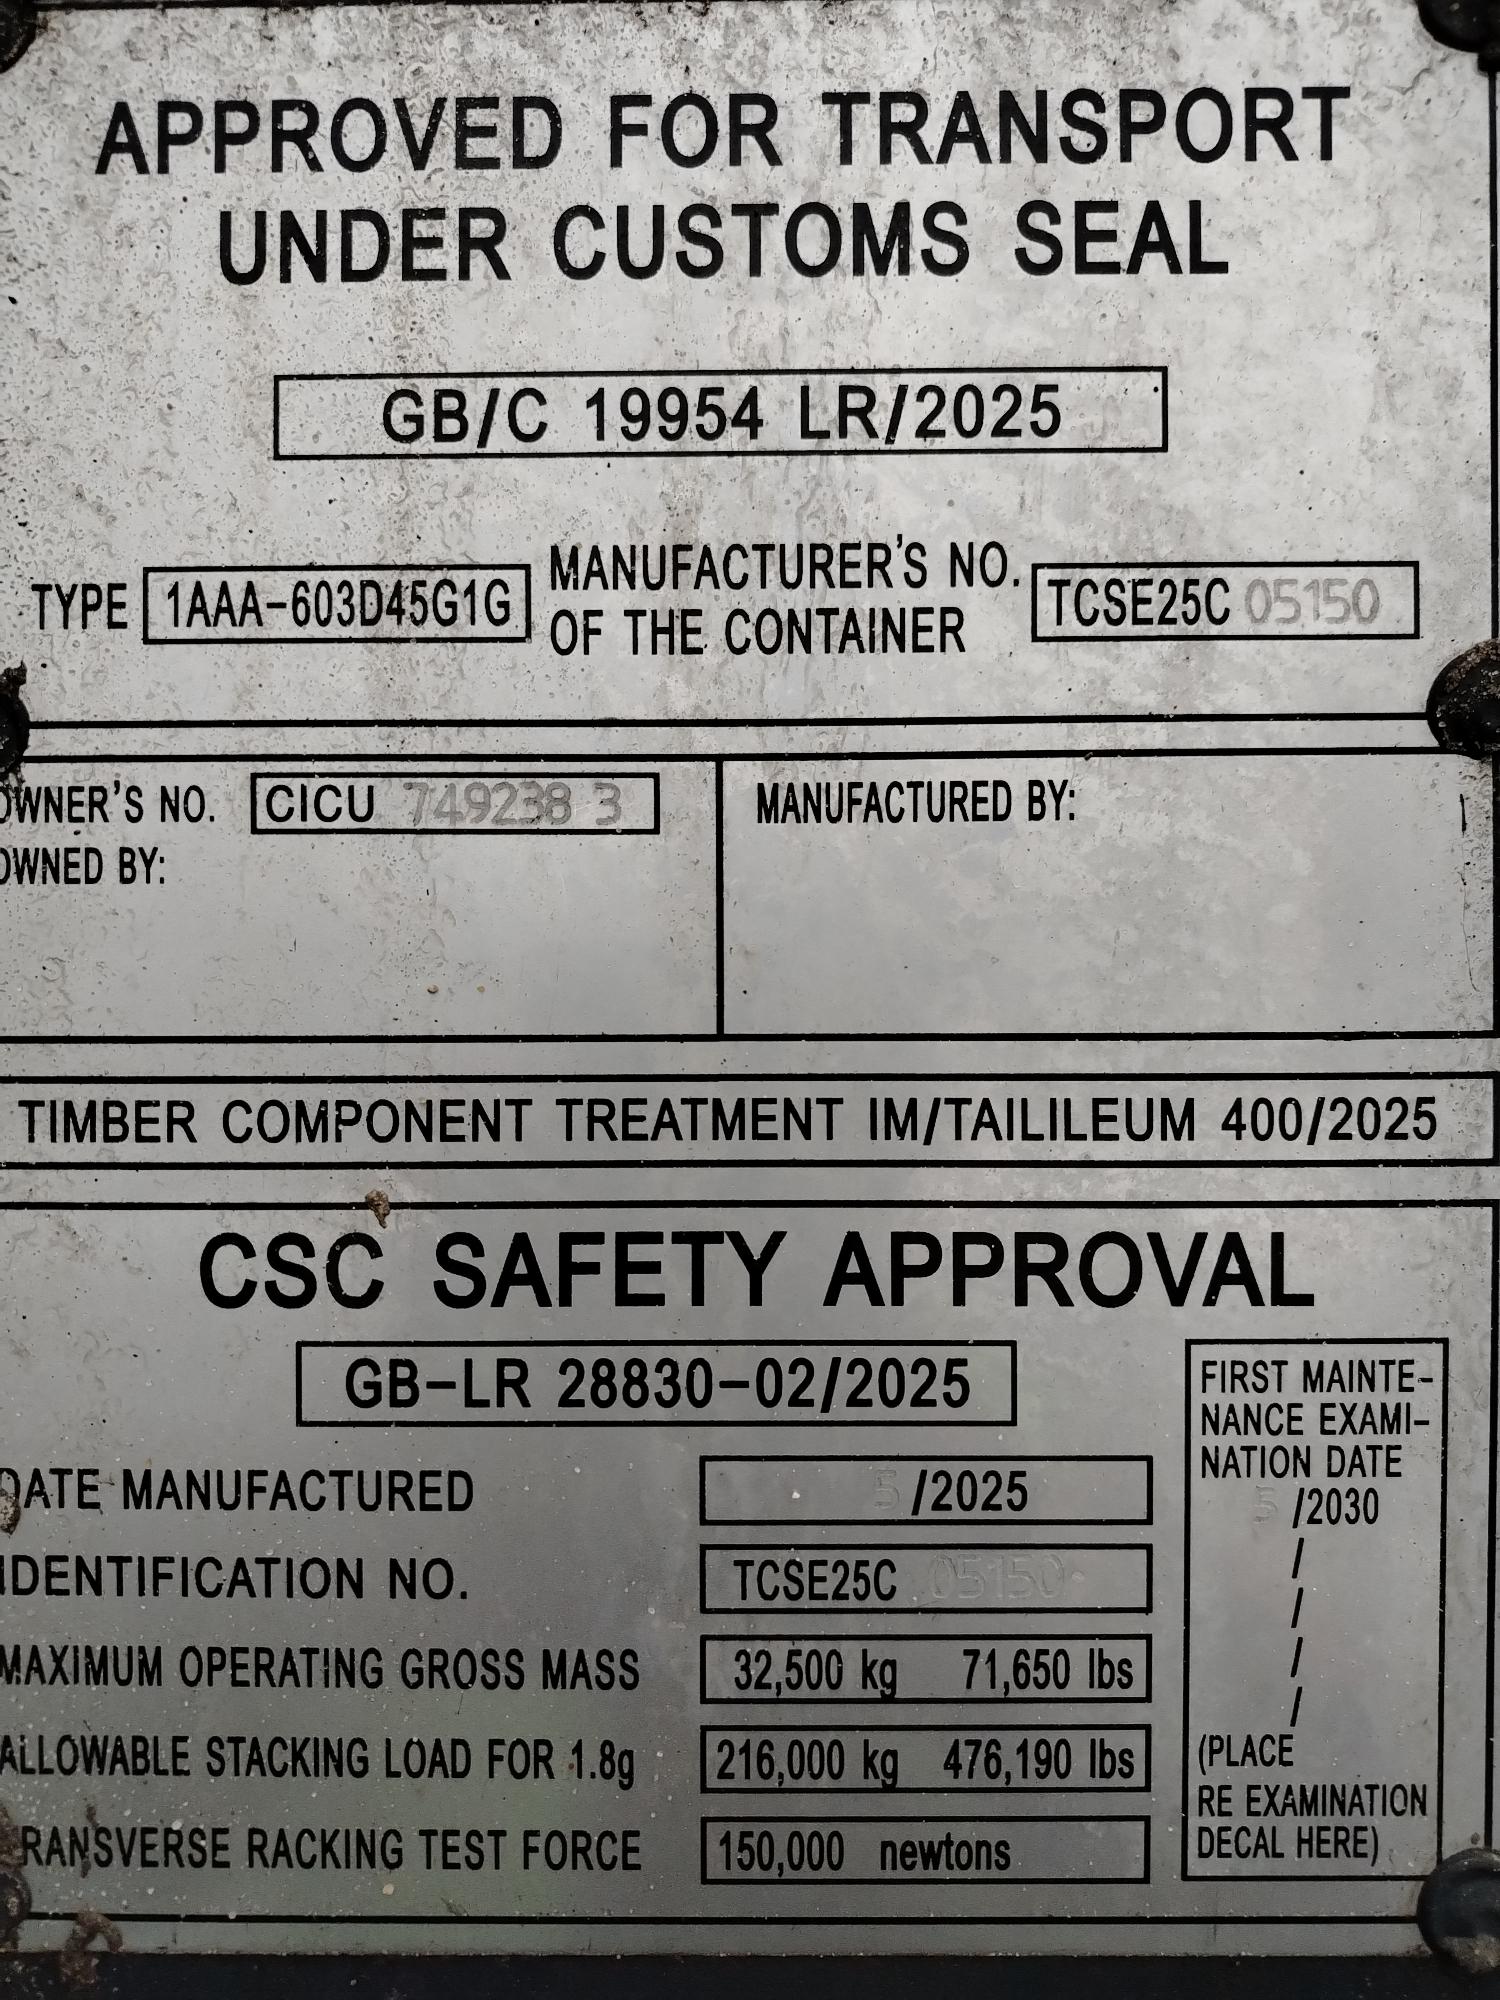 APPROVED FOR TRANSPORT
UNDER CUSTOMS SEAL
GB/C 19954 LR/2025
TYPE 1AAA-603D45G1G MANUFACTURER'S NO. OF THE CONTAINER TCSE25C 05150
OWNER'S NO. CICU 749238 3
OWNED BY:
MANUFACTURED BY:
TIMBER COMPONENT TREATMENT IM/TAILILEUM 400/2025
CSC SAFETY APPROVAL
GB-LR 28830-02/2025
DATE MANUFACTURED 5/2025
IDENTIFICATION NO. TCSE25C 05150
MAXIMUM OPERATING GROSS MASS 32,500 kg 71,650 lbs
ALLOWABLE STACKING LOAD FOR 1.8g 216,000 kg 476,190 lbs
TRANSVERSE RACKING TEST FORCE 150,000 newtons
FIRST MAINTE-
NANCE EXAMI-
NATION DATE
5/2030
/
/
/
/
(PLACE
RE EXAMINATION
DECAL HERE)